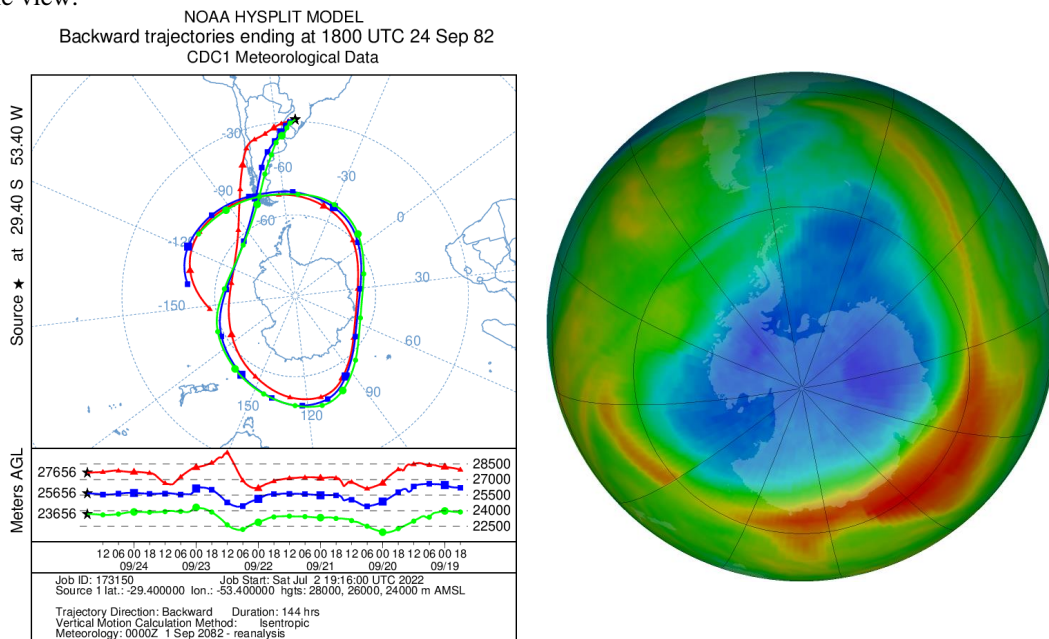 NOAA HYSPLIT MODEL
Backward trajectories ending at 1800 UTC 24 Sep 82
CDC1 Meteorological Data
Source ★ at 29.40 S 53.40 W
-30
-60
-30
-90
0
-60
30
-150
60
90
150
120
Meters AGL
27656
25656
23656
28500
27000
25500
24000
22500
12 06 00 18 12 06 00 18 12 06 00 18 12 06 00 18 12 06 00 18 12 06 00 18
09/24 09/23 09/22 09/21 09/20 09/19
Job ID: 173150 Job Start: Sat Jul 2 19:16:00 UTC 2022
Source 1 lat.: -29.400000 lon.: -53.400000 hgts: 28000, 26000, 24000 m AMSL
Trajectory Direction: Backward Duration: 144 hrs
Vertical Motion Calculation Method: Isentropic
Meteorology: 0000Z 1 Sep 2082 - reanalysis